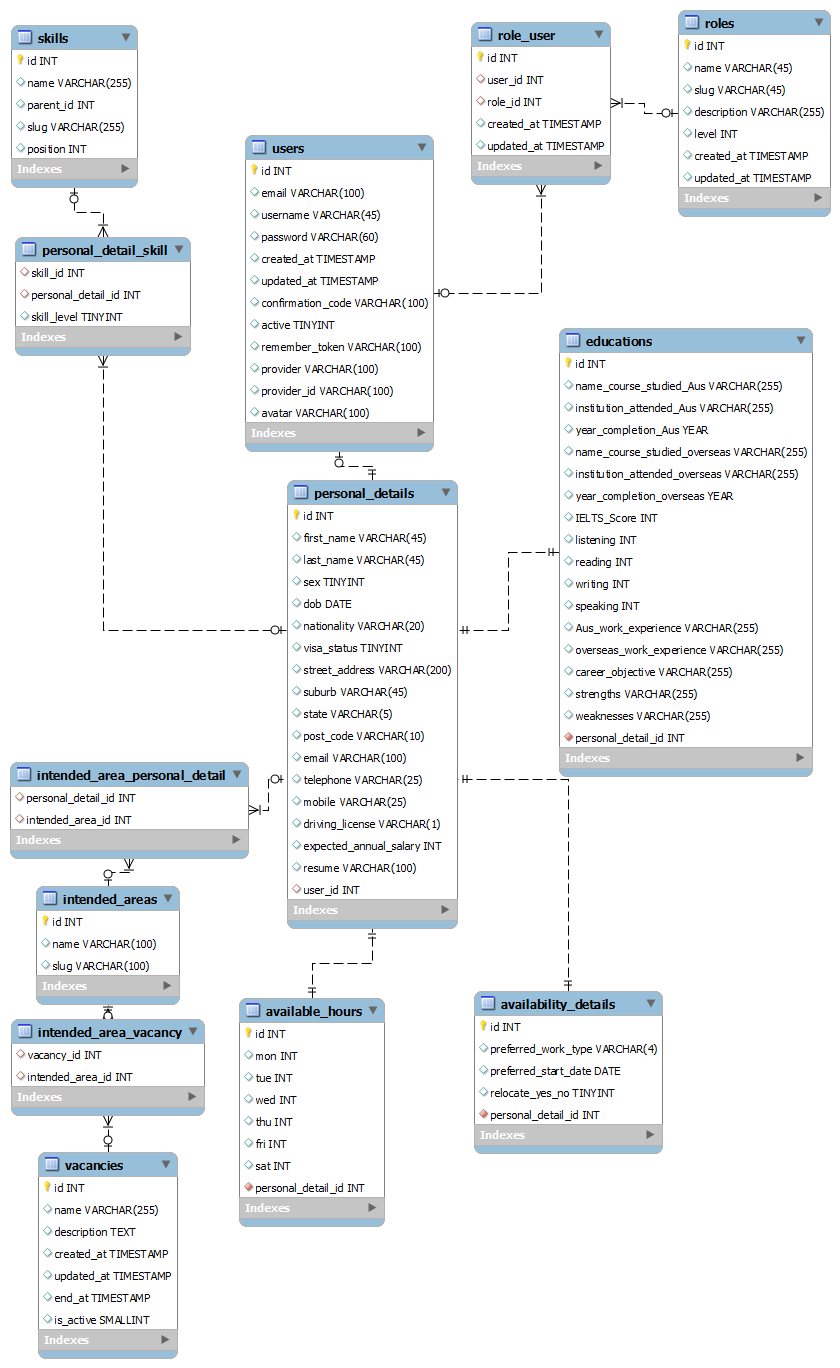 skills
id INT
name VARCHAR(255)
parent_id INT
slug VARCHAR(255)
position INT
Indexes
role_user
id INT
user_id INT
role_id INT
created_at TIMESTAMP
updated_at TIMESTAMP
Indexes
roles
id INT
name VARCHAR(45)
slug VARCHAR(45)
description VARCHAR(255)
level INT
created_at TIMESTAMP
updated_at TIMESTAMP
Indexes
users
id INT
email VARCHAR(100)
username VARCHAR(45)
password VARCHAR(60)
created_at TIMESTAMP
updated_at TIMESTAMP
confirmation_code VARCHAR(100)
active TINYINT
remember_token VARCHAR(100)
provider VARCHAR(100)
provider_id VARCHAR(100)
avatar VARCHAR(100)
Indexes
personal_detail_skill
skill_id INT
personal_detail_id INT
skill_level TINYINT
Indexes
educations
id INT
name_course_studied_Aus VARCHAR(255)
institution_attended_Aus VARCHAR(255)
year_completion_Aus YEAR
name_course_studied_overseas VARCHAR(255)
institution_attended_overseas VARCHAR(255)
year_completion_overseas YEAR
IELTS_Score INT
listening INT
reading INT
writing INT
speaking INT
Aus_work_experience VARCHAR(255)
overseas_work_experience VARCHAR(255)
career_objective VARCHAR(255)
strengths VARCHAR(255)
weaknesses VARCHAR(255)
personal_detail_id INT
Indexes
personal_details
id INT
first_name VARCHAR(45)
last_name VARCHAR(45)
sex TINYINT
dob DATE
nationality VARCHAR(20)
visa_status TINYINT
street_address VARCHAR(200)
suburb VARCHAR(45)
state VARCHAR(5)
post_code VARCHAR(10)
email VARCHAR(100)
telephone VARCHAR(25)
mobile VARCHAR(25)
driving_license VARCHAR(1)
expected_annual_salary INT
resume VARCHAR(100)
user_id INT
Indexes
intended_area_personal_detail
personal_detail_id INT
intended_area_id INT
Indexes
intended_areas
id INT
name VARCHAR(100)
slug VARCHAR(100)
Indexes
intended_area_vacancy
vacancy_id INT
intended_area_id INT
Indexes
vacancies
id INT
name VARCHAR(255)
description TEXT
created_at TIMESTAMP
updated_at TIMESTAMP
end_at TIMESTAMP
is_active SMALLINT
Indexes
available_hours
id INT
mon INT
tue INT
wed INT
thu INT
fri INT
sat INT
personal_detail_id INT
Indexes
availability_details
id INT
preferred_work_type VARCHAR(4)
preferred_start_date DATE
relocate_yes_no TINYINT
personal_detail_id INT
Indexes